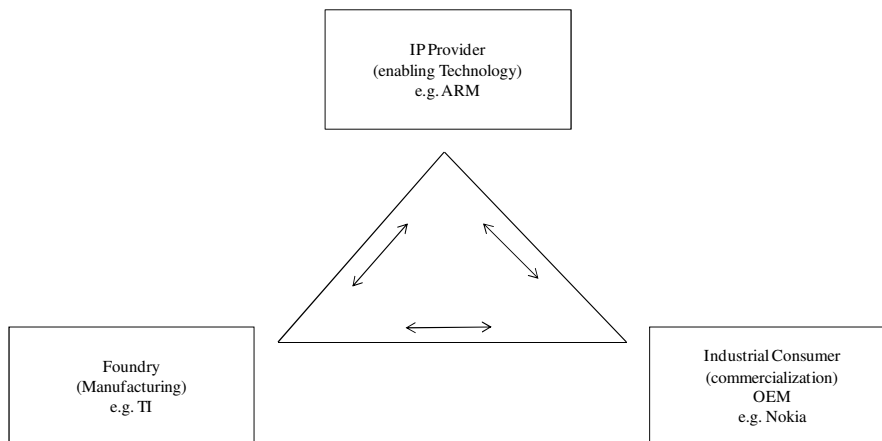 IP Provider
(enabling Technology)
e.g. ARM
Foundry
(Manufacturing)
e.g. TI
Industrial Consumer
(commercialization)
OEM
e.g. Nokia